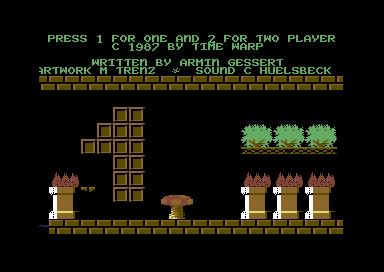 PRESS 1 FOR ONE AND 2 FOR TWO PLAYER
C 1987 BY TIME WARP
WRITTEN BY ARMIN GESSERT
ARTWORK M TRENZ * SOUND C HUELSBECK